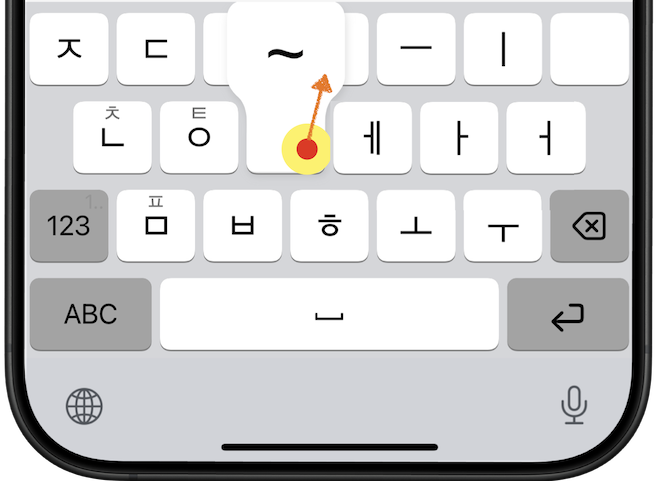 ㅈ ㄷ ~ ㅡ ㅣ
ㅊ ㅌ
ㄴ ㅇ ㅔ ㅏ ㅓ
1.. ㅍ
123 ㅁ ㅂ ㅎ ㅗ ㅜ
ABC